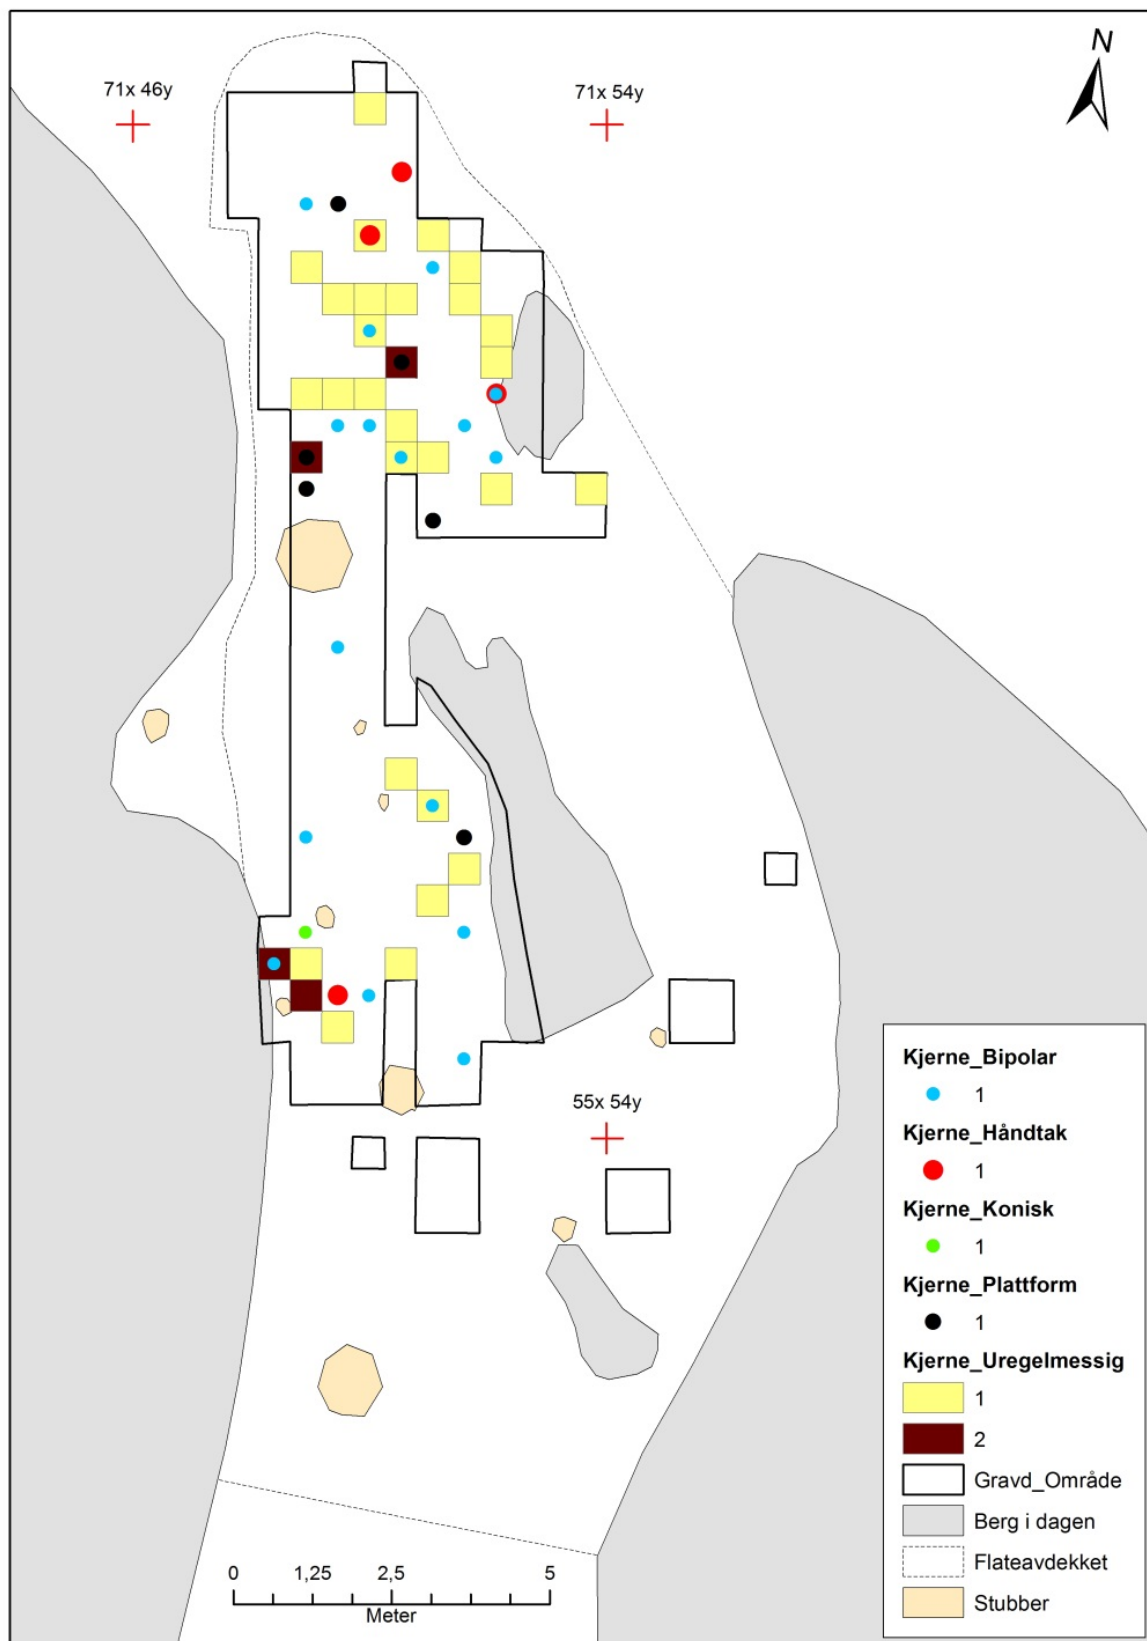 N
71x 46y
71x 54y
55x 54y
Kjerne_Bipolar
1
Kjerne_Håndtak
1
Kjerne_Konisk
1
Kjerne_Plattform
1
Kjerne_Uregelmessig
1
2
Gravd_Område
Berg i dagen
Flateavdekket
Stubber
0 1,25 2,5 5
Meter